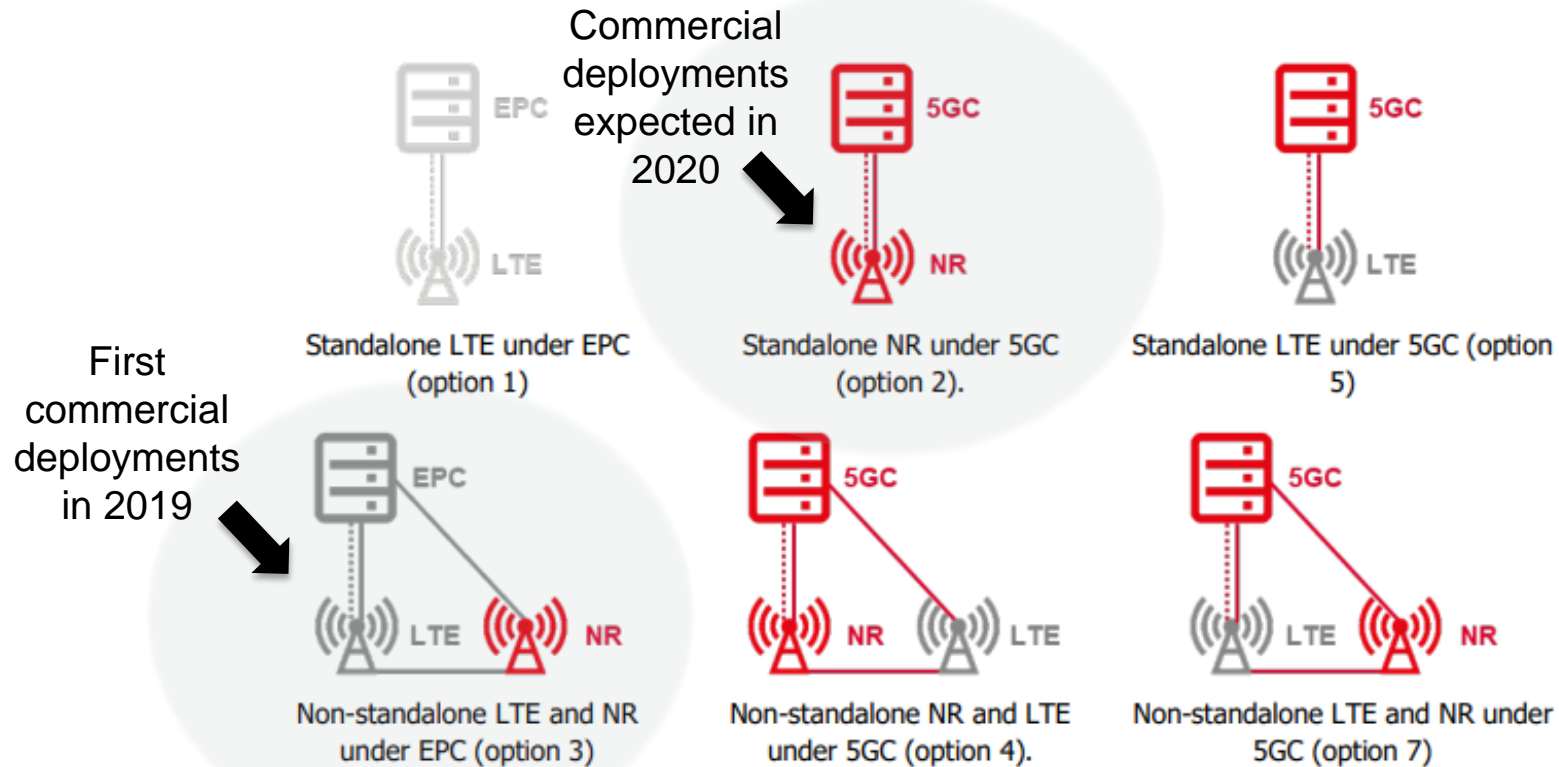 Commercial
deployments
expected in
2020
EPC
LTE
Standalone LTE under EPC
(option 1)
5GC
NR
Standalone NR under 5GC
(option 2).
5GC
LTE
Standalone LTE under 5GC (option
5)
First
commercial
deployments
in 2019
EPC
LTE
NR
Non-standalone LTE and NR
under EPC (option 3)
5GC
NR
LTE
Non-standalone NR and LTE
under 5GC (option 4).
5GC
LTE
NR
Non-standalone LTE and NR under
5GC (option 7)